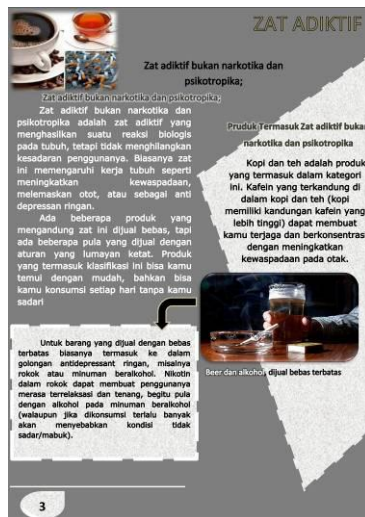 ZAT ADIKTIF
Zat adiktif bukan narkotika dan
psikotropika;
Zat adiktif bukan narkotika dan psikotropika;
Zat adiktif bukan narkotika dan
psikotropika adalah zat adiktif yang
menghasilkan suatu reaksi biologis
pada tubuh, tetapi tidak menghilangkan
kesadaran penggunanya. Biasanya zat
ini memengaruhi kerja tubuh seperti
meningkatkan kewaspadaan,
melemaskan otot, atau sebagai anti
depressan ringan.
Ada beberapa produk yang
mengandung zat ini dijual bebas, tapi
ada beberapa pula yang dijual dengan
aturan yang lumayan ketat. Produk
yang termasuk klasifikasi ini bisa kamu
temui dengan mudah, bahkan bisa
kamu konsumsi setiap hari tanpa kamu
sadari
Untuk barang yang dijual dengan bebas
terbatas biasanya termasuk ke dalam
golongan antidepressant ringan, misalnya
rokok atau minuman beralkohol. Nikotin
dalam rokok dapat membuat penggunanya
merasa terrelaksasi dan tenang, begitu pula
dengan alkohol pada minuman beralkohol
(walaupun jika dikonsumsi terlalu banyak
akan menyebabkan kondisi tidak
sadar/mabuk).
Pruduk Termasuk Zat adiktif bukan
narkotika dan psikotropika
Kopi dan teh adalah produk
yang termasuk dalam kategori
ini. Kafein yang terkandung di
dalam kopi dan teh (kopi
memiliki kandungan kafein yang
lebih tinggi) dapat membuat
kamu terjaga dan berkonsentrasi
dengan meningkatkan
kewaspadaan pada otak.
Beer dan alkohol dijual bebas terbatas
3